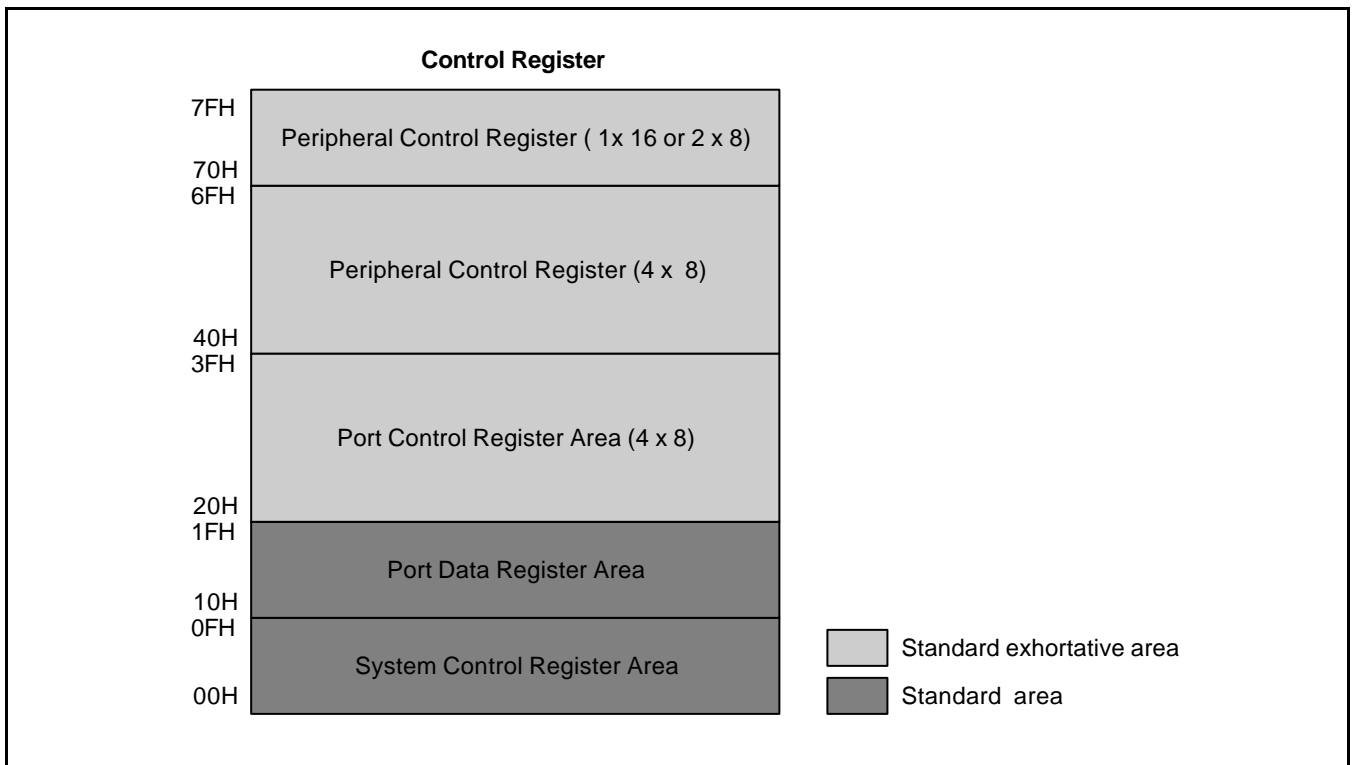 Control Register
7FH
Peripheral Control Register ( 1x 16 or 2 x 8)
70H
6FH
Peripheral Control Register (4 x  8)
40H
3FH
Port Control Register Area (4 x 8)
20H
1FH
Port Data Register Area
10H
0FH
System Control Register Area
00H
Standard exhortative area
Standard  area